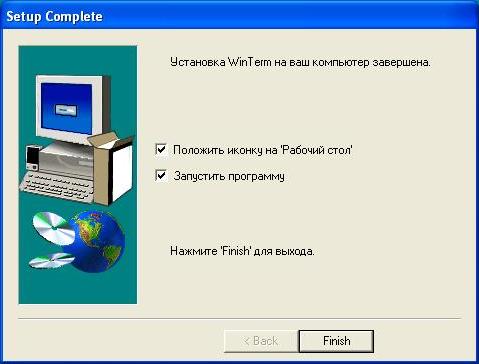 Setup Complete
Установка WinTerm на ваш компьютер завершена.
Положить иконку на 'Рабочий стол'
Запустить программу
Нажмите 'Finish' для выхода.
< Back
Finish